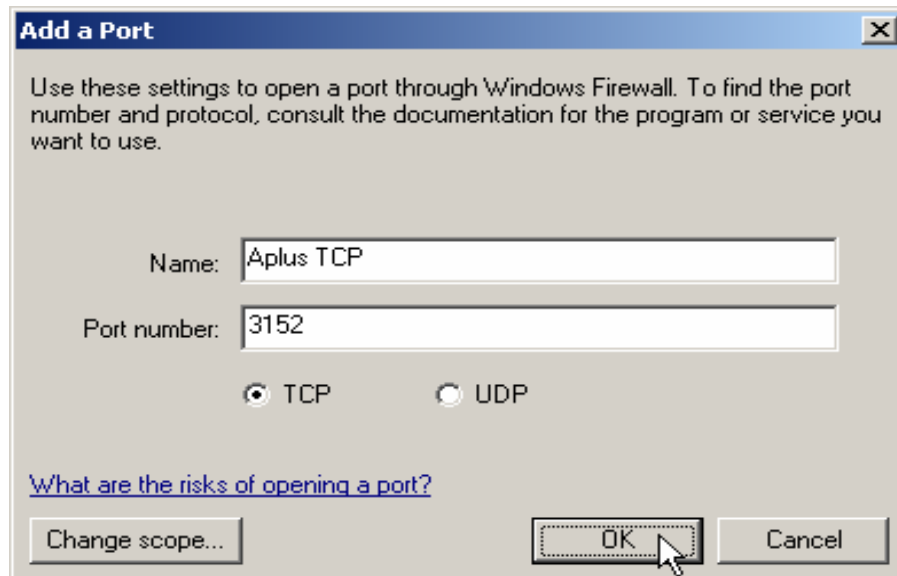 Add a Port
Use these settings to open a port through Windows Firewall. To find the port
number and protocol, consult the documentation for the program or service you
want to use.
Name: Aplus TCP
Port number: 3152
TCP UDP
What are the risks of opening a port?
Change scope... OK Cancel